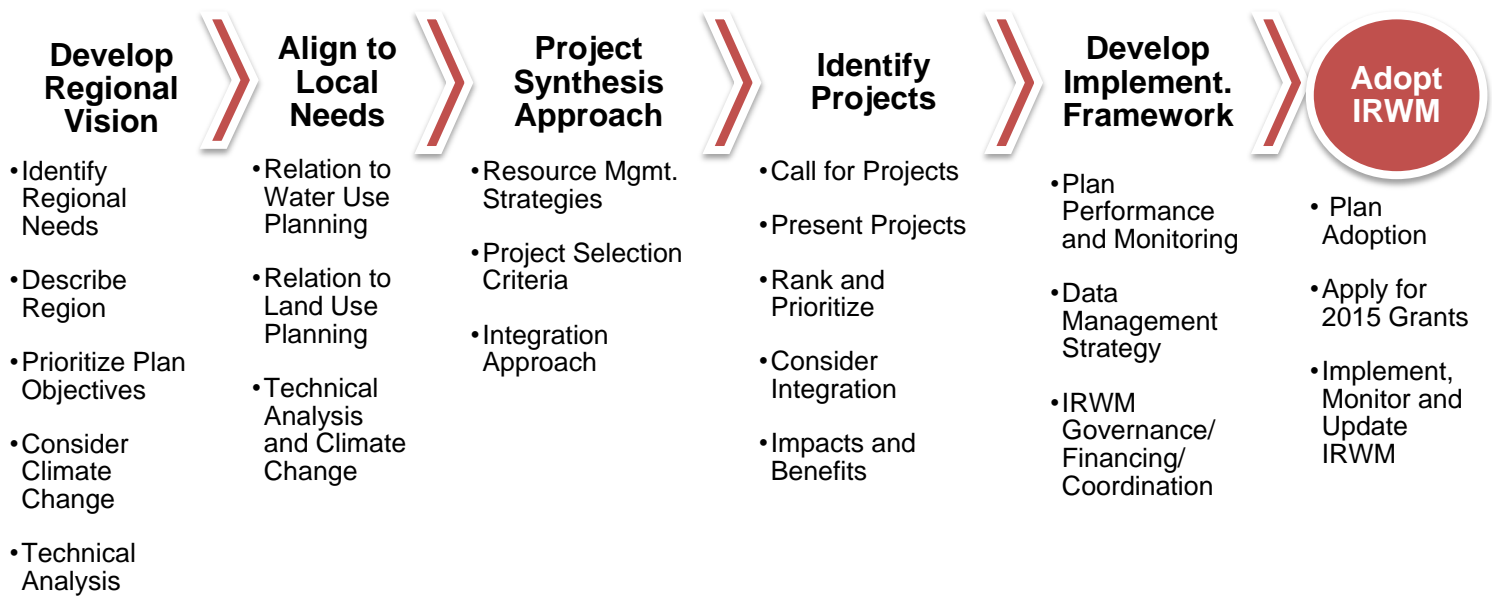 Develop
Regional
Vision
•Identify
Regional
Needs
•Describe
Region
•Prioritize Plan
Objectives
•Consider
Climate
Change
•Technical
Analysis
Align to
Local
Needs
•Relation to
Water Use
Planning
•Relation to
Land Use
Planning
•Technical
Analysis
and Climate
Change
Project
Synthesis
Approach
•Resource Mgmt.
Strategies
•Project Selection
Criteria
•Integration
Approach
Identify
Projects
•Call for Projects
•Present Projects
•Rank and
Prioritize
•Consider
Integration
•Impacts and
Benefits
Develop
Implement.
Framework
•Plan
Performance
and Monitoring
•Data
Management
Strategy
•IRWM
Governance/
Financing/
Coordination
Adopt
IRWM
• Plan
Adoption
•Apply for
2015 Grants
•Implement,
Monitor and
Update
IRWM